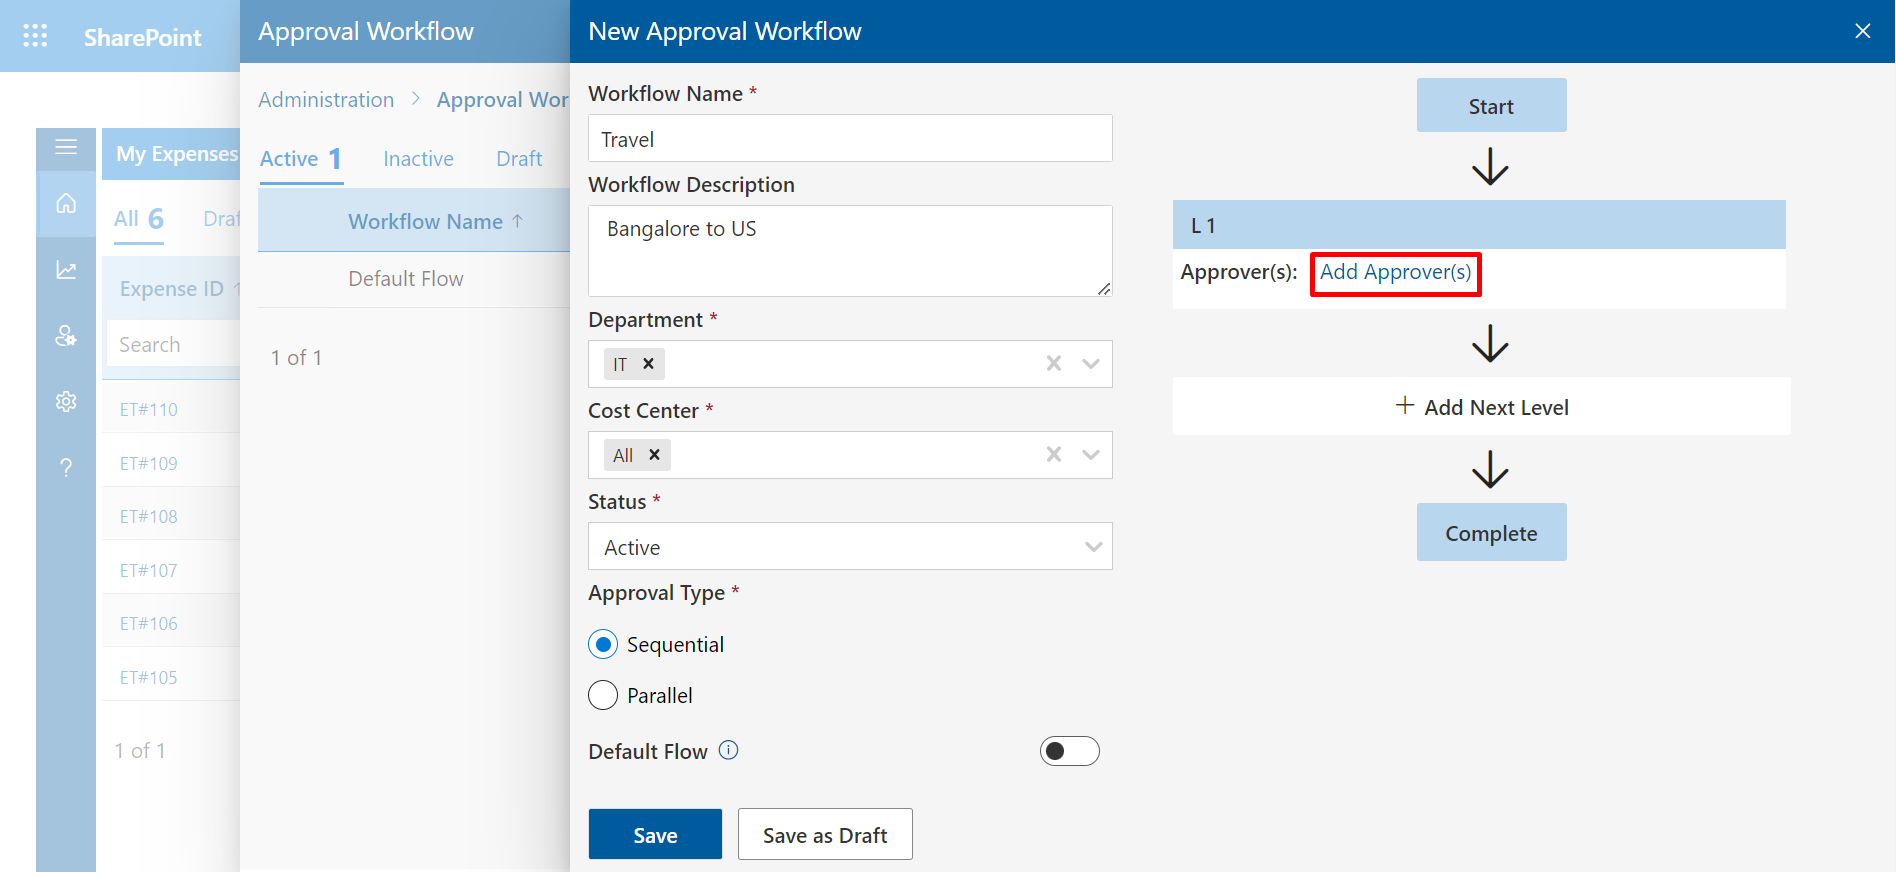 SharePoint
My Expenses
All 6
Draf
Expense ID ↑
Search
ET#110
ET#109
ET#108
ET#107
ET#106
ET#105
1 of 1
Approval Workflow
Administration > Approval Wor
Active 1
Inactive
Draft
Workflow Name ↑
Default Flow
1 of 1
New Approval Workflow
Workflow Name *
Travel
Workflow Description
Bangalore to US
Department *
IT
Cost Center *
All
Status *
Active
Approval Type *
Sequential
Parallel
Default Flow
Save
Save as Draft
Start
L 1
Approver(s): Add Approver(s)
+ Add Next Level
Complete